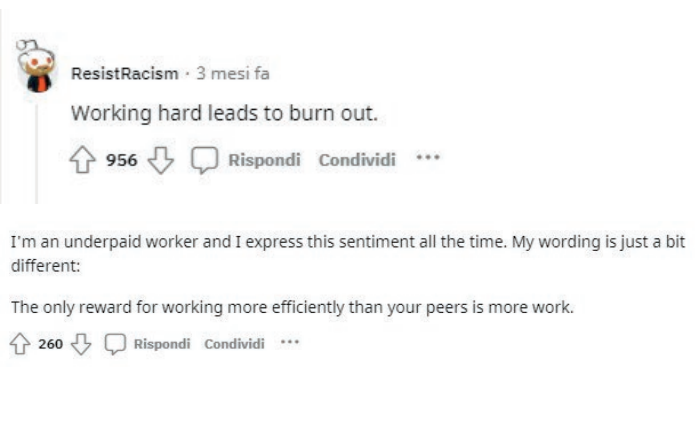 ResistRacism · 3 mesi fa
Working hard leads to burn out.
956 Rispondi Condividi ...
I'm an underpaid worker and I express this sentiment all the time. My wording is just a bit
different:
The only reward for working more efficiently than your peers is more work.
260 Rispondi Condividi ...